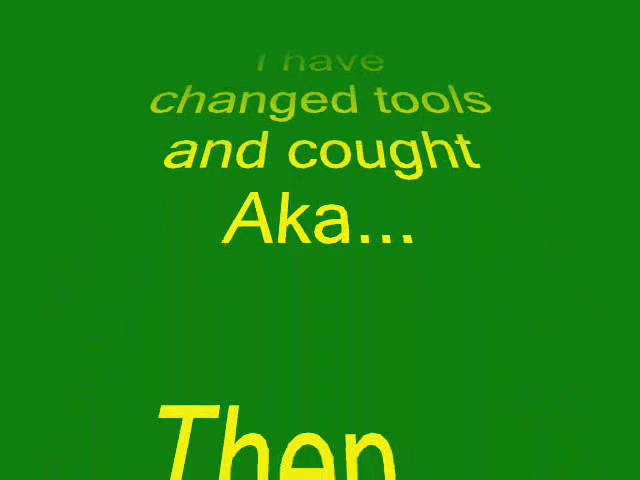 I have
changed tools
and cought
Aka...
Then